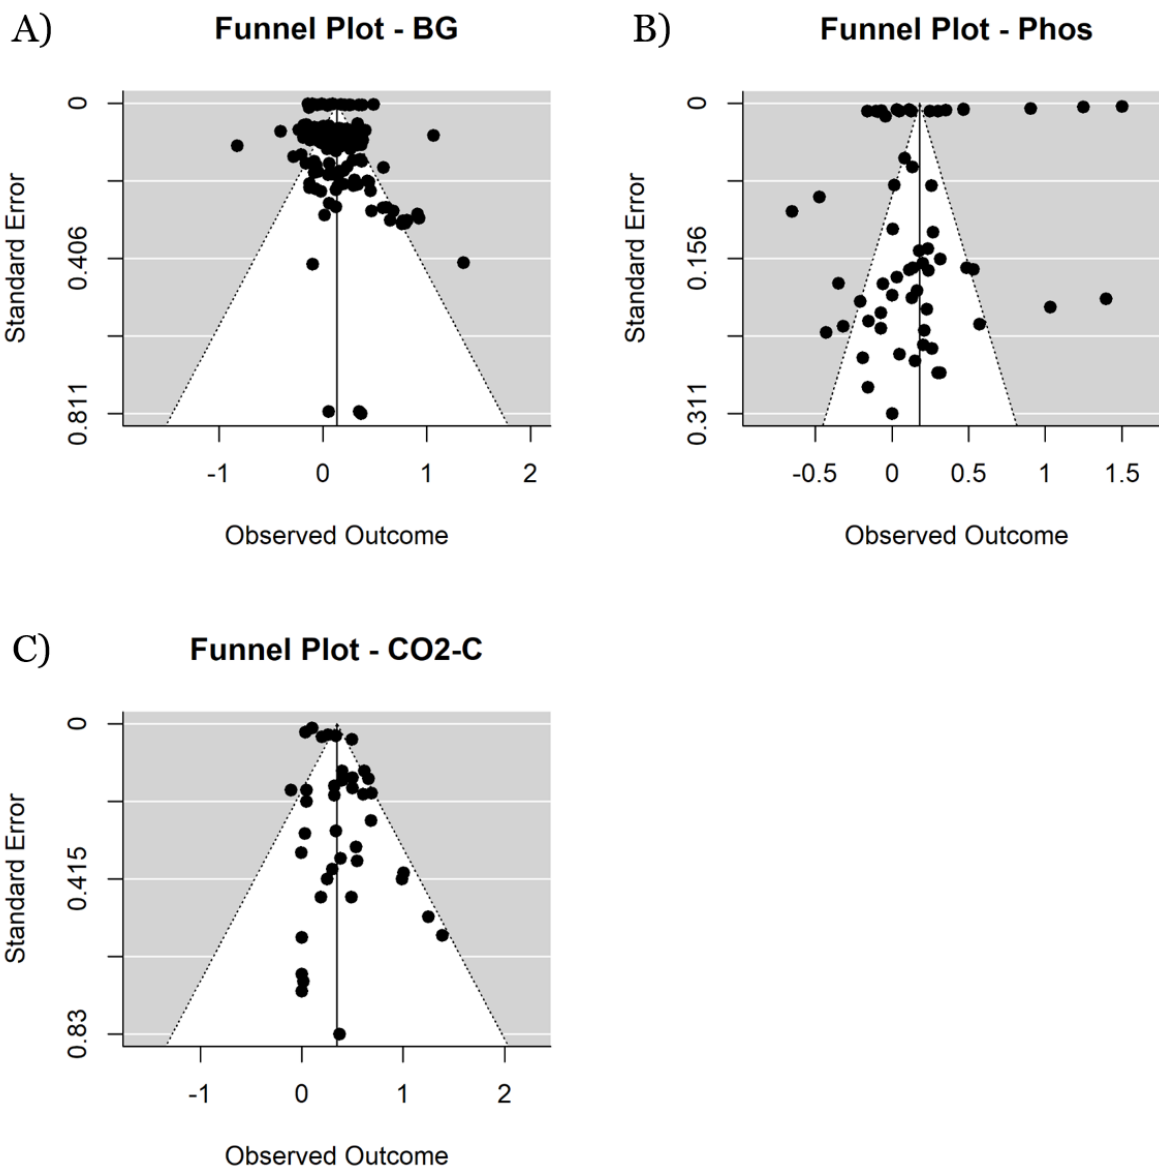 A)
Funnel Plot - BG
Standard Error
0
0.406
0.811
-1 0 1 2
Observed Outcome
B)
Funnel Plot - Phos
Standard Error
0
0.156
0.311
-0.5 0 0.5 1 1.5
Observed Outcome
C)
Funnel Plot - CO2-C
Standard Error
0
0.415
0.83
-1 0 1 2
Observed Outcome